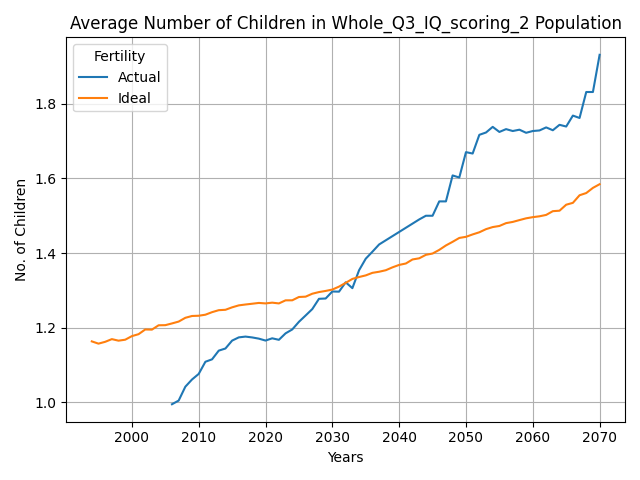 Average Number of Children in Whole_Q3_IQ_scoring_2 Population
Fertility
Actual
Ideal
No. of Children
1.8
1.6
1.4
1.2
1.0
2000 2010 2020 2030 2040 2050 2060 2070
Years